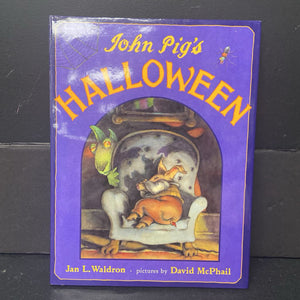 John Pig's
HALLOWEEN
Jan L. Waldron · pictures by David McPhail